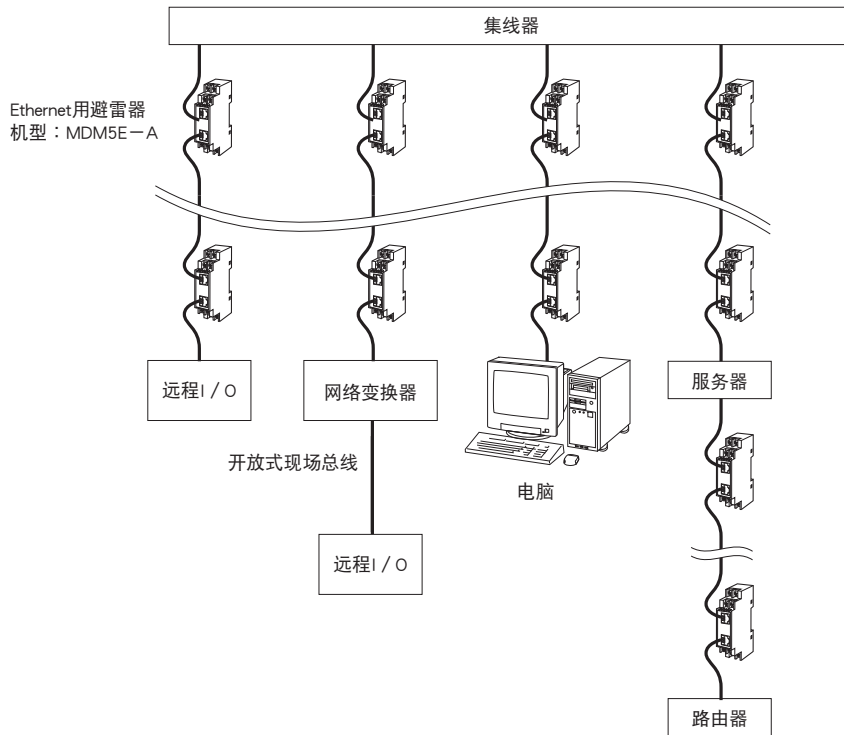 集线器
Ethernet用避雷器
机型：MDM5E－A
远程I／O
网络变换器
服务器
开放式现场总线
电脑
远程I／O
路由器